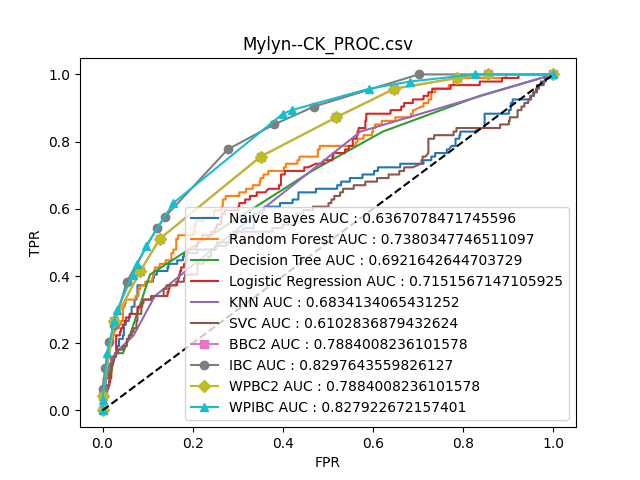 Mylyn--CK_PROC.csv
1.0
0.8
0.6
0.4
0.2
0.0
TPR
Naive Bayes AUC : 0.6367078471745596
Random Forest AUC : 0.7380347746511097
Decision Tree AUC : 0.6921642644703729
Logistic Regression AUC : 0.7151567147105925
KNN AUC : 0.6834134065431252
SVC AUC : 0.6102836879432624
BBC2 AUC : 0.7884008236101578
IBC AUC : 0.8297643559826127
WPBC2 AUC : 0.7884008236101578
WPIBC AUC : 0.827922672157401
0.0 0.2 0.4 0.6 0.8 1.0
FPR